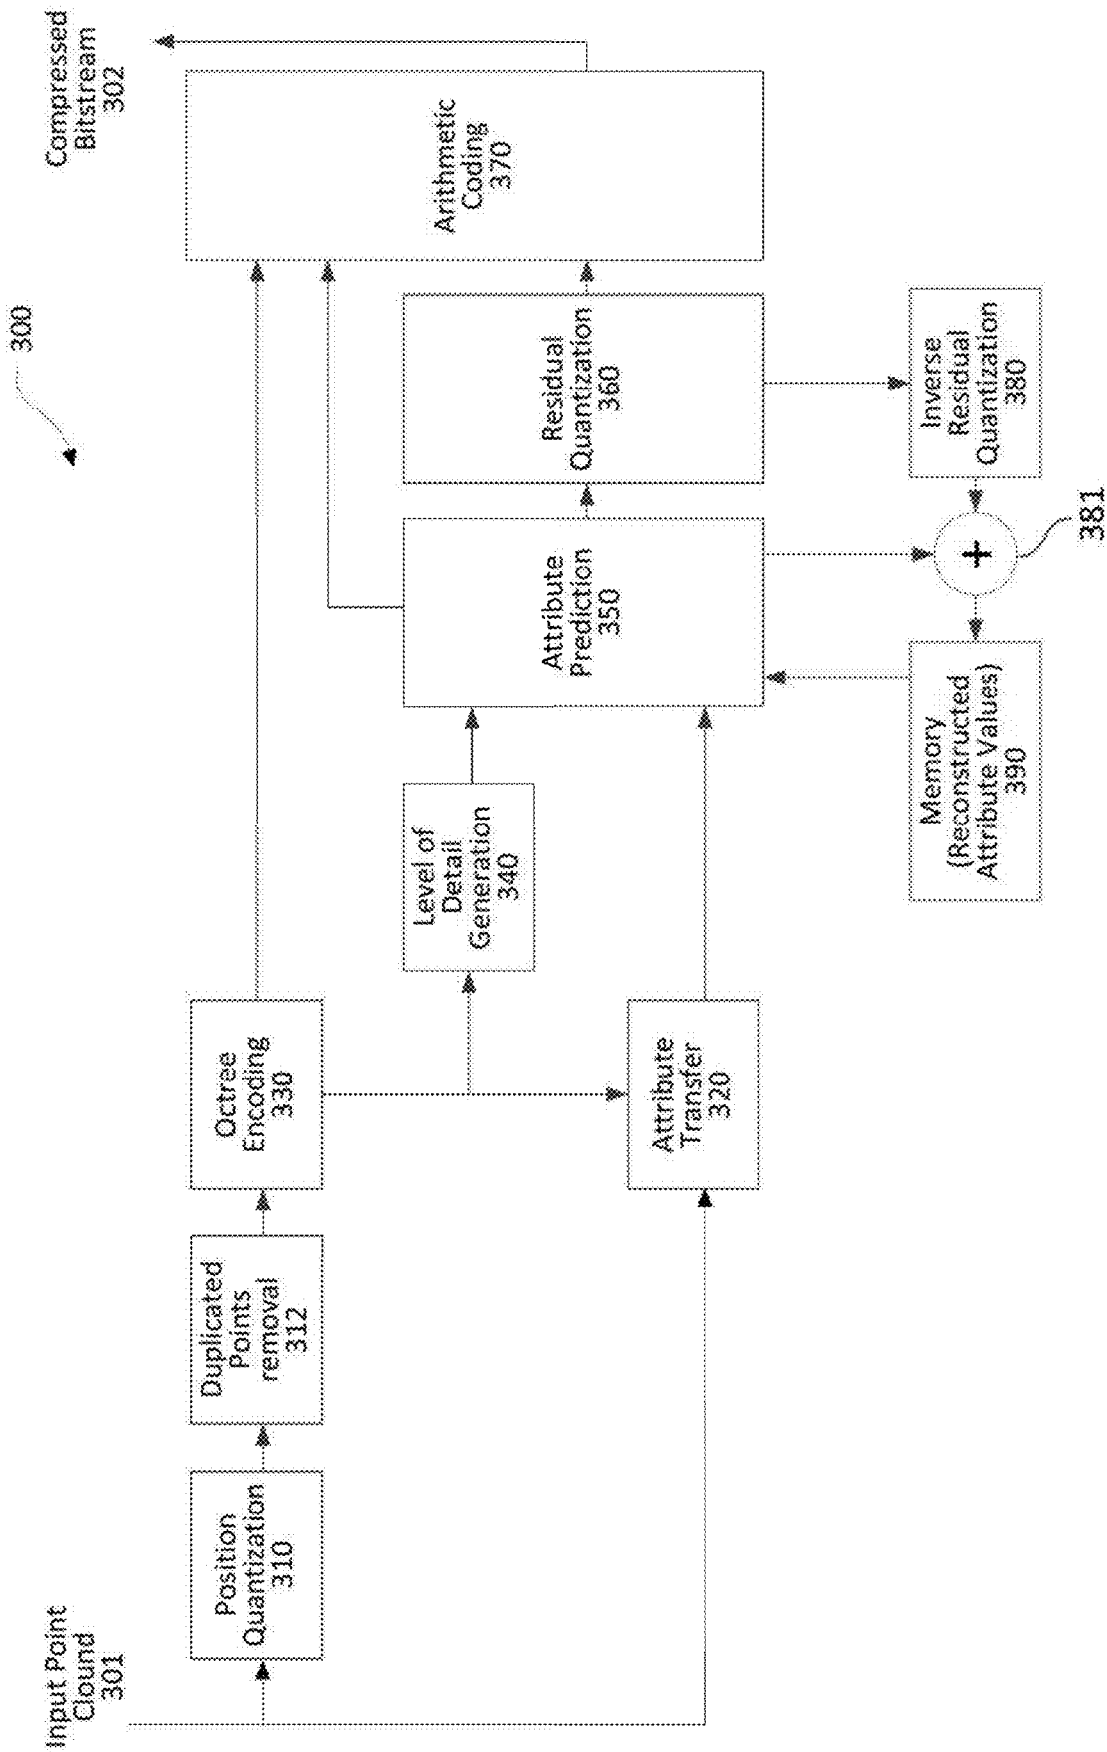 300
Input Point
Clound
301
Compressed
Bitstream
302
Position
Quantization
310
Duplicated
Points
removal
312
Octree
Encoding
330
Arithmetic
Coding
370
Level of
Detail
Generation
340
Attribute
Prediction
350
Residual
Quantization
360
Attribute
Transfer
320
Memory
(Reconstructed
Attribute Values)
390
+
381
Inverse
Residual
Quantization
380